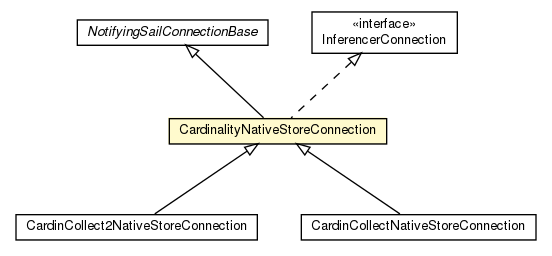 NotifyingSailConnectionBase
«interface»
InferencerConnection
CardinalityNativeStoreConnection
CardinCollect2NativeStoreConnection
CardinCollectNativeStoreConnection